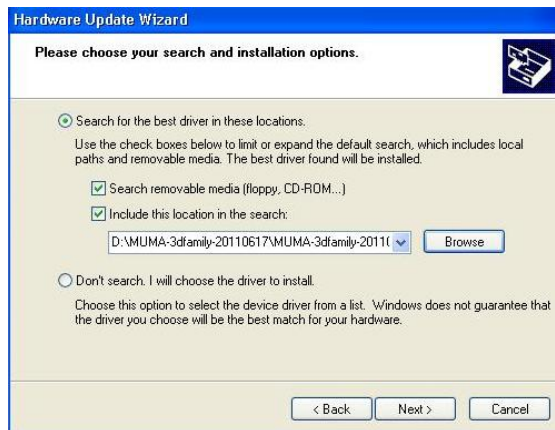 Hardware Update Wizard
Please choose your search and installation options.
Search for the best driver in these locations.
Use the check boxes below to limit or expand the default search, which includes local
paths and removable media. The best driver found will be installed.
Search removable media (floppy, CD-ROM...)
Include this location in the search:
D:\MUMA-3dfamily-20110617\MUMA-3dfamily-2011(
Browse
Don't search. I will choose the driver to install.
Choose this option to select the device driver from a list. Windows does not guarantee that
the driver you choose will be the best match for your hardware.
< Back Next > Cancel